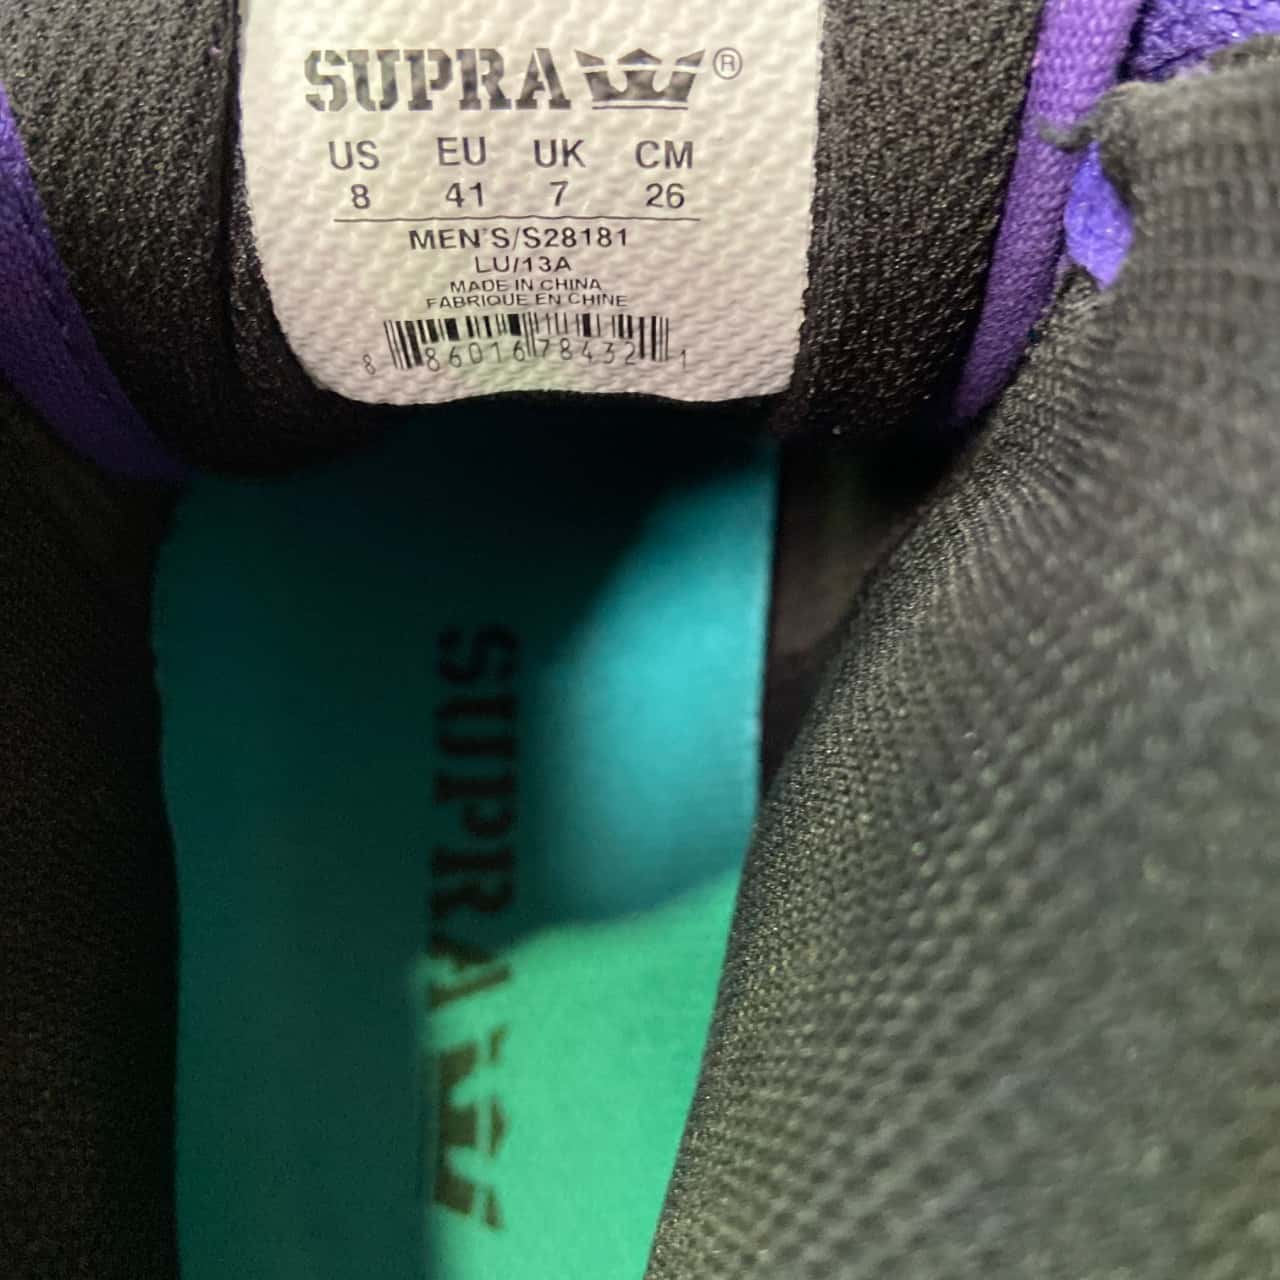 SUPRA ®
US EU UK CM
8 41 7 26
MEN'S/S28181
LU/13A
MADE IN CHINA
FABRIQUE EN CHINE
8 86016 78432 1
SUPRA